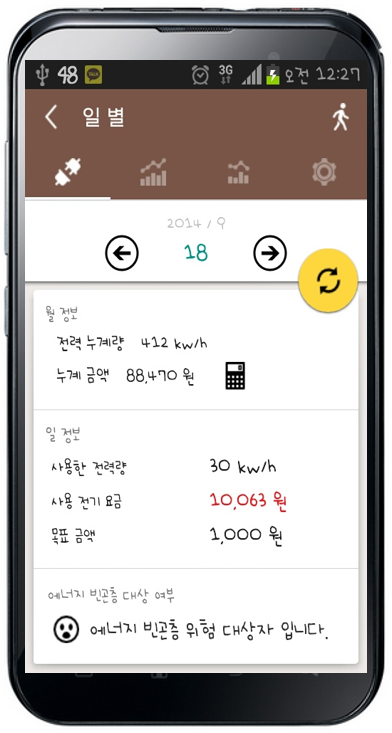 48 TALK 3G 오전 12:27
일 별
2014 / 9
18
월 정보
전력 누계량 412 kw/h
누계 금액 88,470 원
일 정보
사용한 전력량 30 kw/h
사용 전기 요금 10,063 원
목표 금액 1,000 원
에너지 빈곤층 대상 여부
에너지 빈곤층 위험 대상자 입니다.